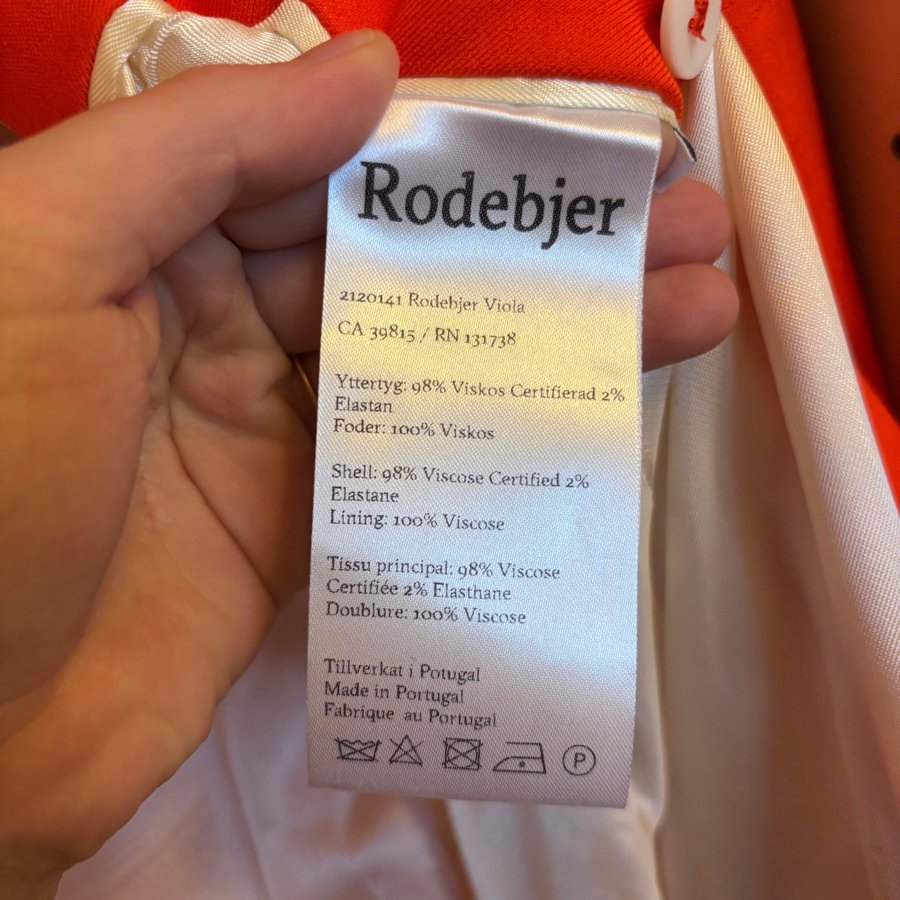 Rodebjer
2120141 Rodebjer Viola
CA 39815 / RN 131738
Yttertyg: 98% Viskos Certifierad 2%
Elastan
Foder: 100% Viskos
Shell: 98% Viscose Certified 2%
Elastane
Lining: 100% Viscose
Tissu principal: 98% Viscose
Certifiée 2% Elasthane
Doublure: 100% Viscose
Tillverkat i Potugal
Made in Portugal
Fabrique au Portugal
P